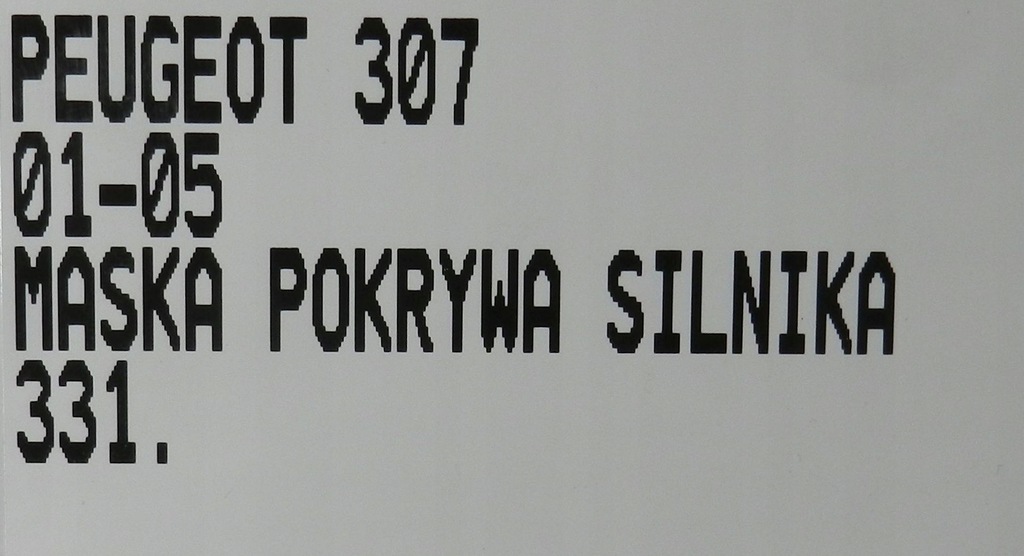 PEUGEOT 307
01-05
MASKA POKRYWA SILNIKA
331.